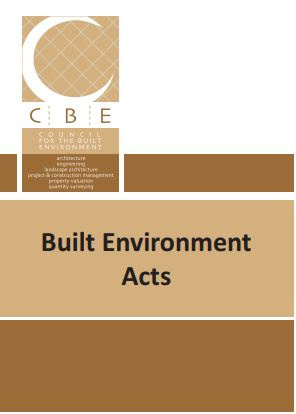 C B E
COUNCIL
FOR THE BUILT
ENVIRONMENT
architecture
engineering
landscape architecture
project & construction management
property valuation
quantity surveying
Built Environment
Acts